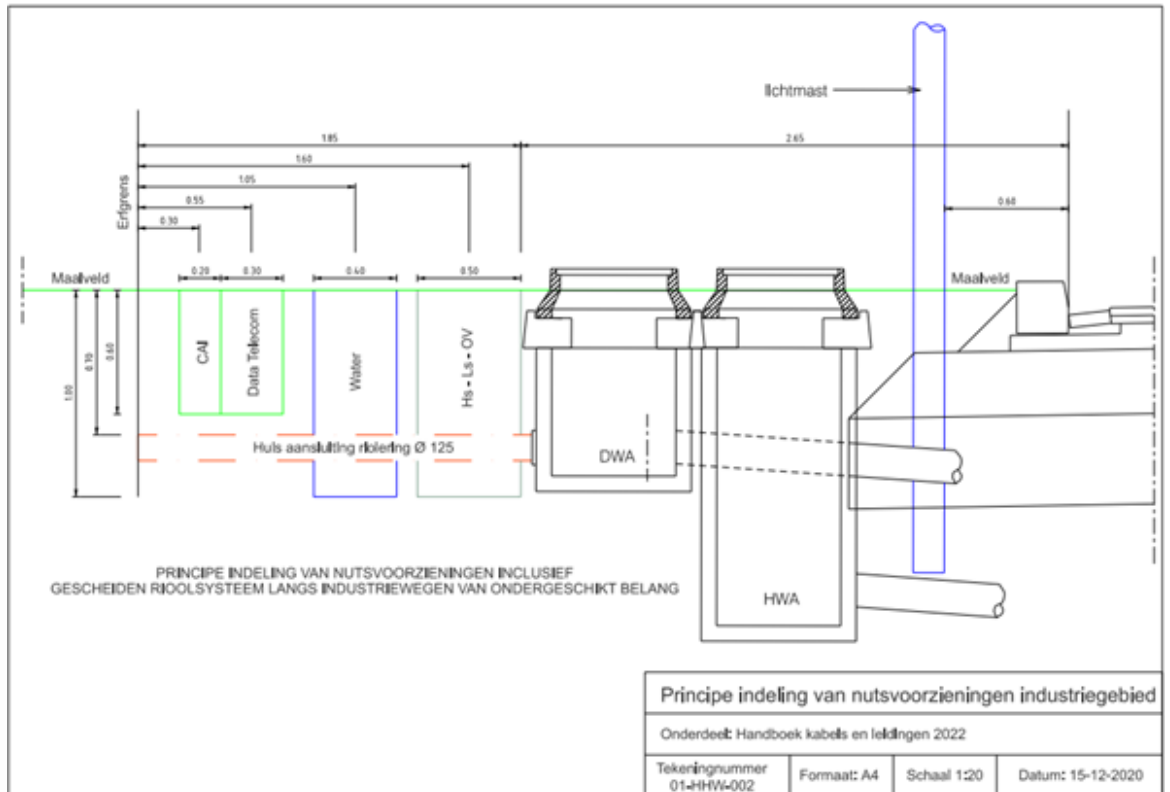 lichtmast
1.85
2.65
1.60
1.05
0.55
0.30
0.60
Erfgrens
Maaiveld
0.20
0.30
0.40
0.50
Maaiveld
CAI
Data Telecom
Water
Hs - Ls - OV
0.60
0.70
1.00
Huis aansluiting riolering Ø 125
DWA
HWA
PRINCIPE INDELING VAN NUTSVOORZIENINGEN INCLUSIEF
GESCHEIDEN RIOOLSYSTEEM LANGS INDUSTRIEWEGEN VAN ONDERGESCHIKT BELANG
Principe indeling van nutsvoorzieningen industriegebied
Onderdeel: Handboek kabels en leidingen 2022
Tekeningnummer
01-HHW-002
Formaat: A4
Schaal 1:20
Datum: 15-12-2020